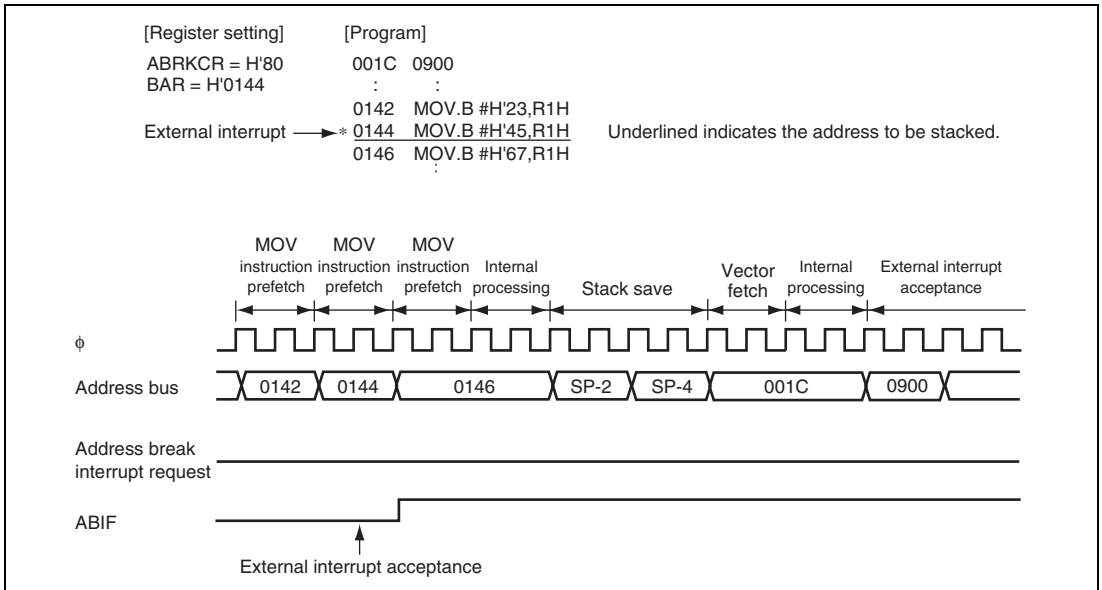 [Register setting] [Program]
ABRKCR = H'80 001C 0900
BAR = H'0144 : :
0142 MOV.B #H'23,R1H
External interrupt * 0144 MOV.B #H'45,R1H Underlined indicates the address to be stacked.
0146 MOV.B #H'67,R1H
:
MOV instruction prefetch
MOV instruction prefetch
MOV instruction prefetch
Internal processing
Stack save
Vector fetch
Internal processing
External interrupt acceptance
φ
Address bus 0142 0144 0146 SP-2 SP-4 001C 0900
Address break
interrupt request
ABIF
External interrupt acceptance